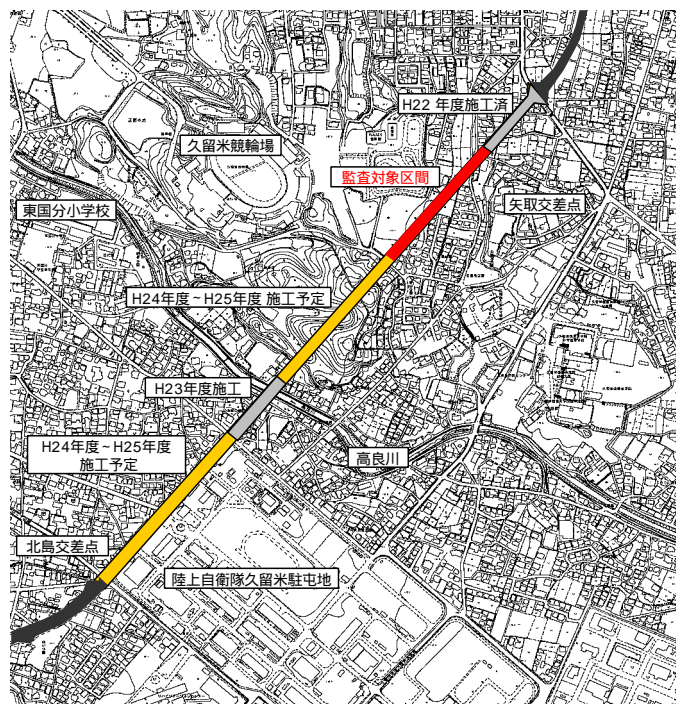 H22 年度施工済
久留米競輪場
監査対象区間
東国分小学校
矢取交差点
H24年度~H25年度 施工予定
H23年度施工
H24年度~H25年度
施工予定
高良川
北島交差点
陸上自衛隊久留米駐屯地